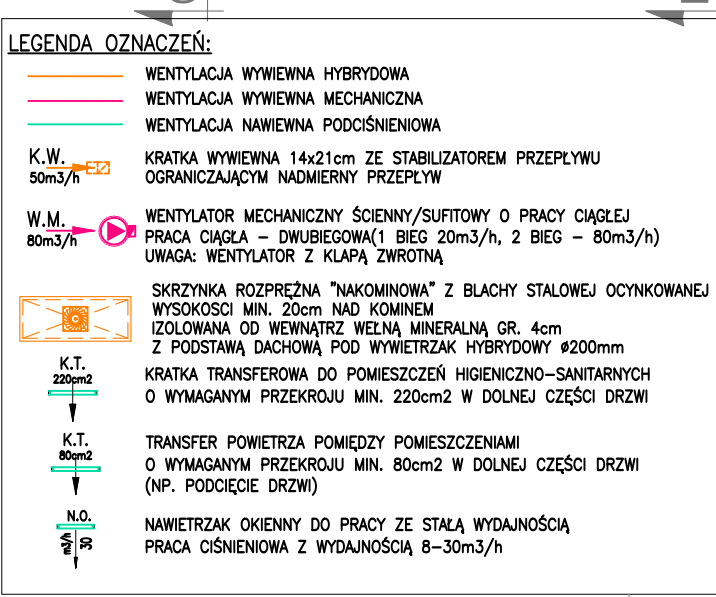 LEGENDA OZNACZEŃ:
WENTYLACJA WYWIEWNA HYBRYDOWA
WENTYLACJA WYWIEWNA MECHANICZNA
WENTYLACJA NAWIEWNA PODCIŚNIENIOWA
K.W.
50m3/h
KRATKA WYWIEWNA 14x21cm ZE STABILIZATOREM PRZEPŁYWU
OGRANICZAJĄCYM NADMIERNY PRZEPŁYW
W.M.
80m3/h
WENTYLATOR MECHANICZNY ŚCIENNY/SUFITOWY O PRACY CIĄGŁEJ
PRACA CIĄGŁA – DWUBIEGOWA(1 BIEG 20m3/h, 2 BIEG – 80m3/h)
UWAGA: WENTYLATOR Z KLAPĄ ZWROTNĄ
SKRZYNKA ROZPRĘŻNA "NAKOMINOWA" Z BLACHY STALOWEJ OCYNKOWANEJ
WYSOKOSCI MIN. 20cm NAD KOMINEM
IZOLOWANA OD WEWNĄTRZ WEŁNĄ MINERALNĄ GR. 4cm
Z PODSTAWĄ DACHOWĄ POD WYWIETRZAK HYBRYDOWY ø200mm
K.T.
220cm2
KRATKA TRANSFEROWA DO POMIESZCZEŃ HIGIENICZNO–SANITARNYCH
O WYMAGANYM PRZEKROJU MIN. 220cm2 W DOLNEJ CZĘŚCI DRZWI
K.T.
80cm2
TRANSFER POWIETRZA POMIĘDZY POMIESZCZENIAMI
O WYMAGANYM PRZEKROJU MIN. 80cm2 W DOLNEJ CZĘŚCI DRZWI
(NP. PODCIĘCIE DRZWI)
N.O.
m3/h
30
NAWIETRZAK OKIENNY DO PRACY ZE STAŁĄ WYDAJNOŚCIĄ
PRACA CIŚNIENIOWA Z WYDAJNOŚCIĄ 8–30m3/h